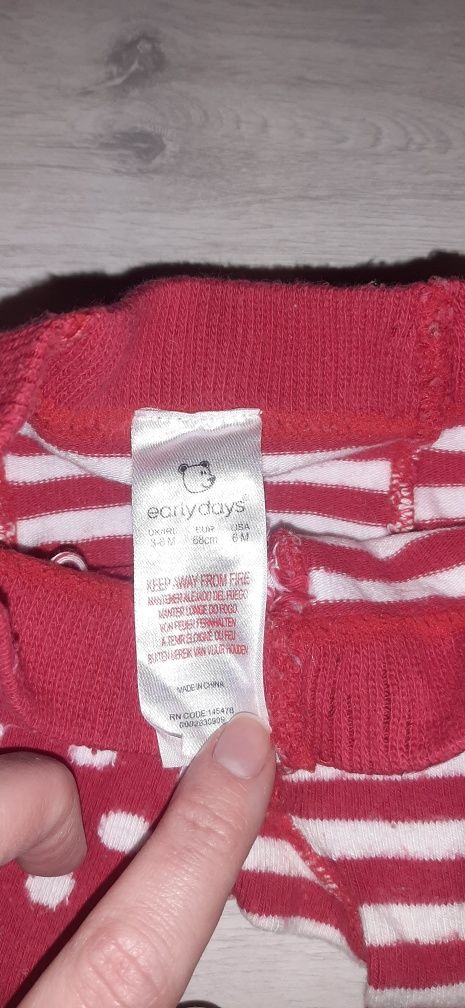 earlydays
UK/IRL EUR USA
3-6 M 68cm 6 M
KEEP AWAY FROM FIRE
MANTENER ALEJADO DEL FUEGO
MANTER LONGE DO FOGO
VON FEUER FERNHALTEN
A TENIR ELOIGNE DU FEU
BUITEN BEREIK VAN VUUR HOUDEN
MADE IN CHINA
RN CODE:145478
0002830909